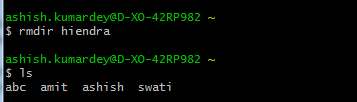 ashish.kumardey@D-XO-42RP982 ~
$ rmdir hiendra
ashish.kumardey@D-XO-42RP982 ~
$ ls
abc amit ashish swati